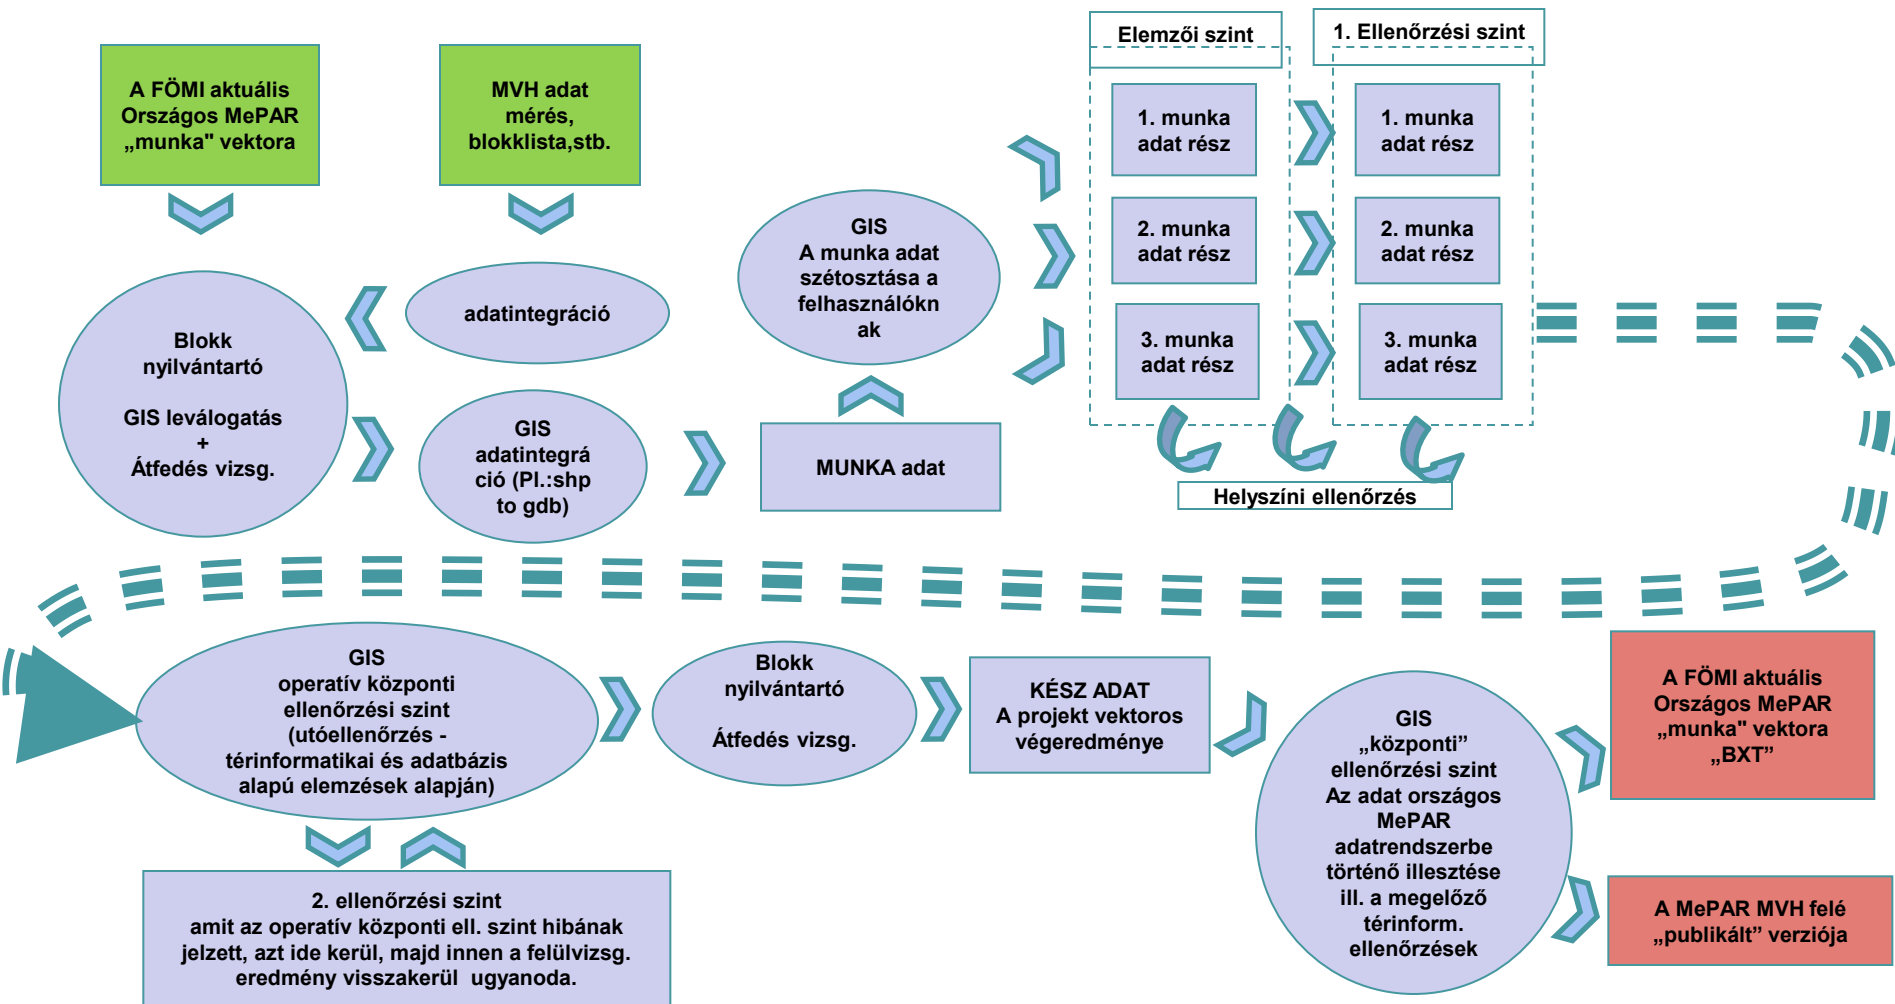 A FÖMI aktuális
Országos MePAR
„munka" vektora
MVH adat
mérés,
blokklista,stb.
Elemzői szint
1. Ellenőrzési szint
1. munka
adat rész
1. munka
adat rész
2. munka
adat rész
2. munka
adat rész
3. munka
adat rész
3. munka
adat rész
GIS
A munka adat
szétosztása a
felhasználókn
ak
adatintegráció
Blokk
nyilvántartó
GIS leválogatás
+
Átfedés vizsg.
GIS
adatintegrá
ció (Pl.:shp
to gdb)
MUNKA adat
Helyszíni ellenőrzés
GIS
operatív központi
ellenőrzési szint
(utóellenőrzés -
térinformatikai és adatbázis
alapú elemzések alapján)
Blokk
nyilvántartó
Átfedés vizsg.
KÉSZ ADAT
A projekt vektoros
végeredménye
GIS
„központi”
ellenőrzési szint
Az adat országos
MePAR
adatrendszerbe
történő illesztése
ill. a megelőző
térinform.
ellenőrzések
A FÖMI aktuális
Országos MePAR
„munka" vektora
„BXT”
A MePAR MVH felé
„publikált” verziója
2. ellenőrzési szint
amit az operatív központi ell. szint hibának
jelzett, azt ide kerül, majd innen a felülvizsg.
eredmény visszakerül ugyanoda.